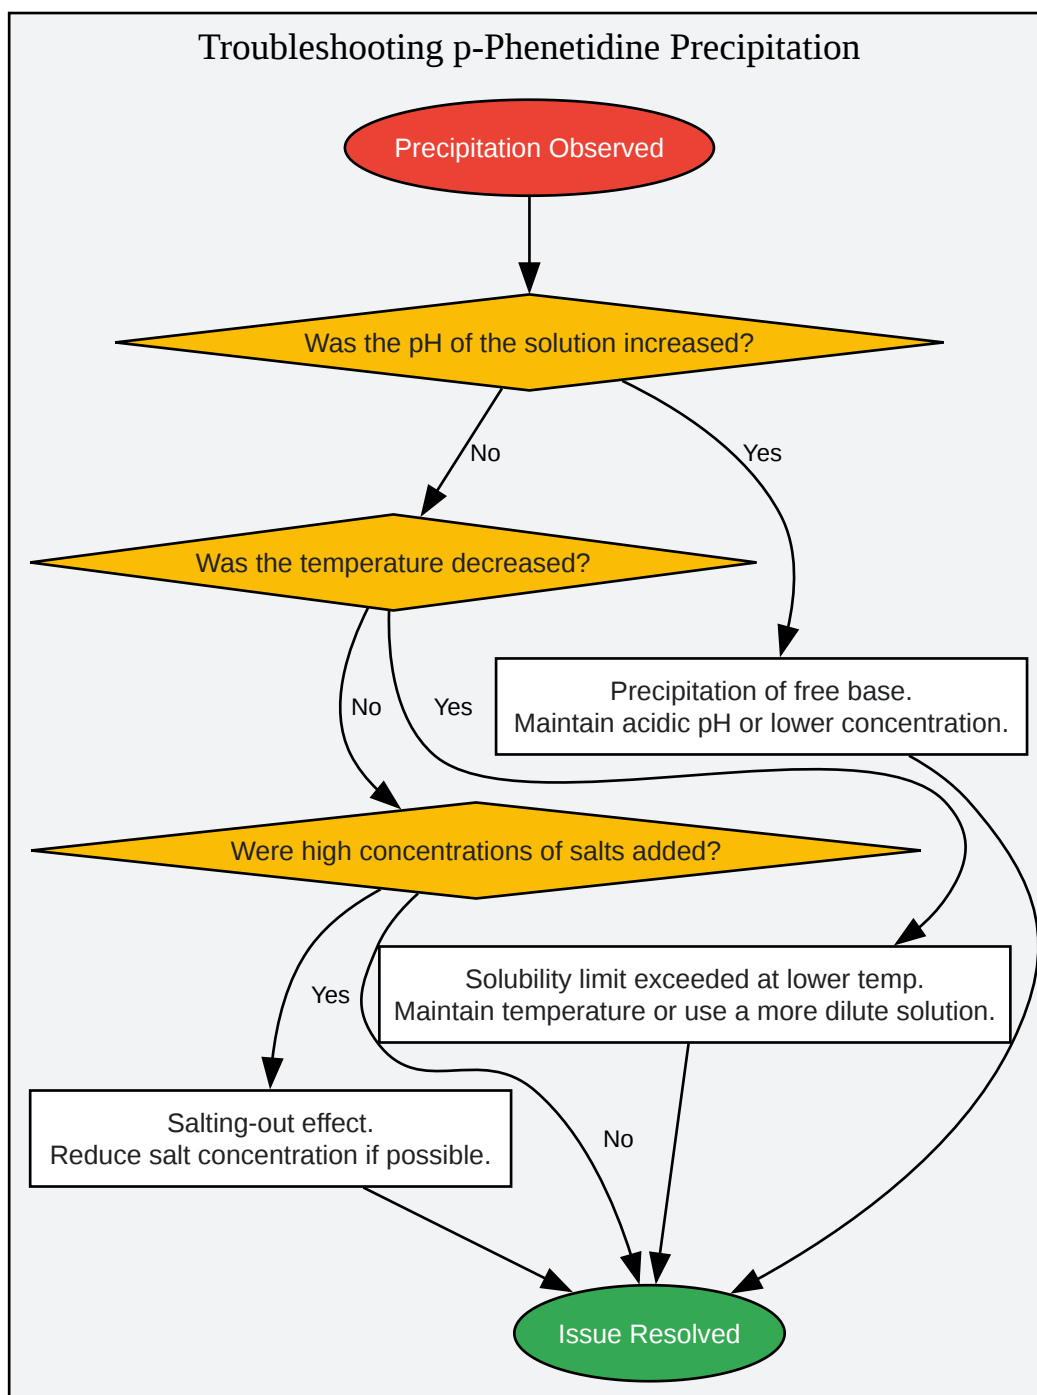 Troubleshooting p-Phenetidine Precipitation
Precipitation Observed
Was the pH of the solution increased?
No
Yes
Was the temperature decreased?
No
Yes
Precipitation of free base.
Maintain acidic pH or lower concentration.
Were high concentrations of salts added?
Yes
Solubility limit exceeded at lower temp.
Maintain temperature or use a more dilute solution.
Salting-out effect.
Reduce salt concentration if possible.
No
Issue Resolved